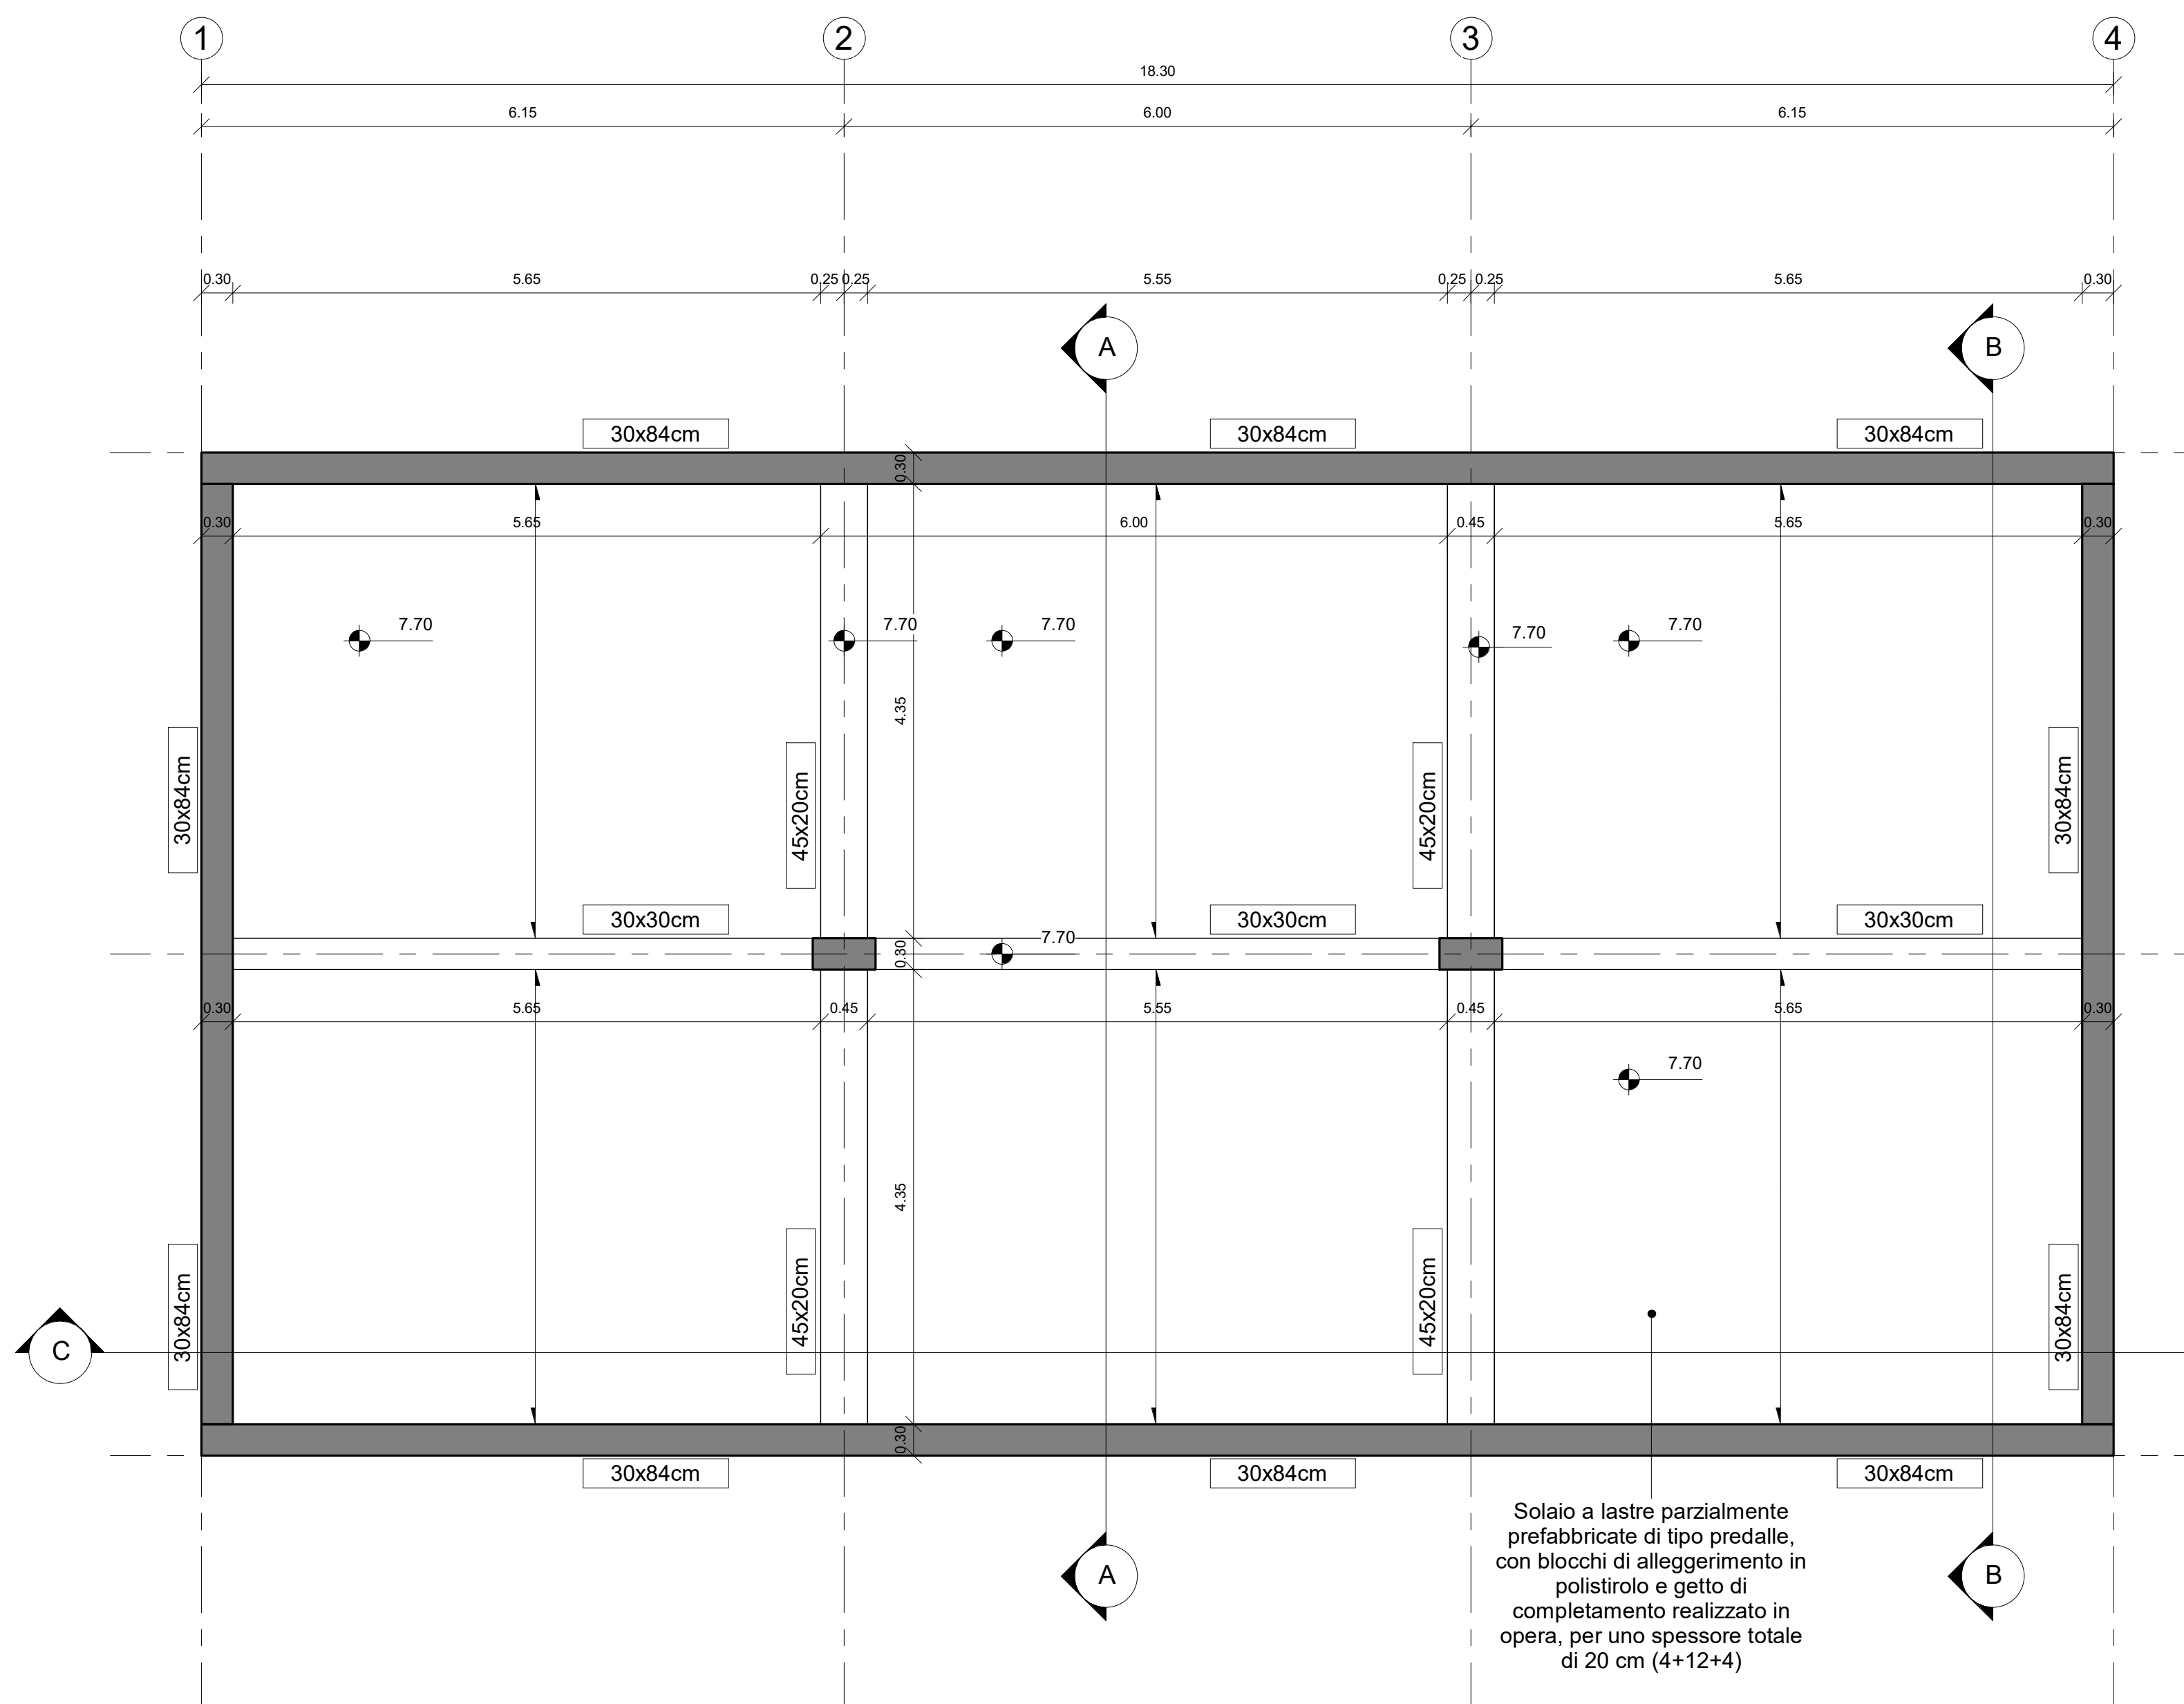 1 2 3 4
18.30
6.15 6.00 6.15
0.30 5.65 0.25 0.25 5.55 0.25 0.25 5.65 0.30
A B
30x84cm 30x84cm 30x84cm
0.30
0.30 5.65 6.00 0.45 5.65 0.30
7.70 7.70 7.70 7.70 7.70
4.35
30x84cm 45x20cm 45x20cm 30x84cm
30x30cm 30x30cm 30x30cm
7.70
0.30
0.30 5.65 0.45 5.55 0.45 5.65 0.30
7.70
4.35
30x84cm 45x20cm 45x20cm 30x84cm
C
0.30
30x84cm 30x84cm 30x84cm
Solaio a lastre parzialmente
prefabbricate di tipo predalle,
con blocchi di alleggerimento in
polistirolo e getto di
completamento realizzato in
opera, per uno spessore totale
di 20 cm (4+12+4)
A B